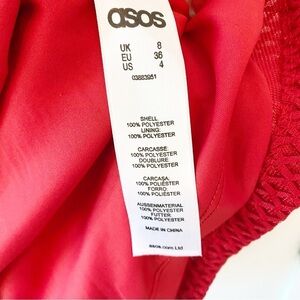 asos
UK 8
EU 36
US 4
03883951
SHELL
100% POLYESTER
LINING:
100% POLYESTER
CARCASSE
100% POLYESTER
DOUBLURE
100% POLYESTER
CARCASA
100% POLIÉSTER
FORRO
100% POLIÉSTER
AUSSENMATERIAL
100% POLYESTER
FUTTER
100% POLYESTER
MADE IN CHINA
asos.com Ltd